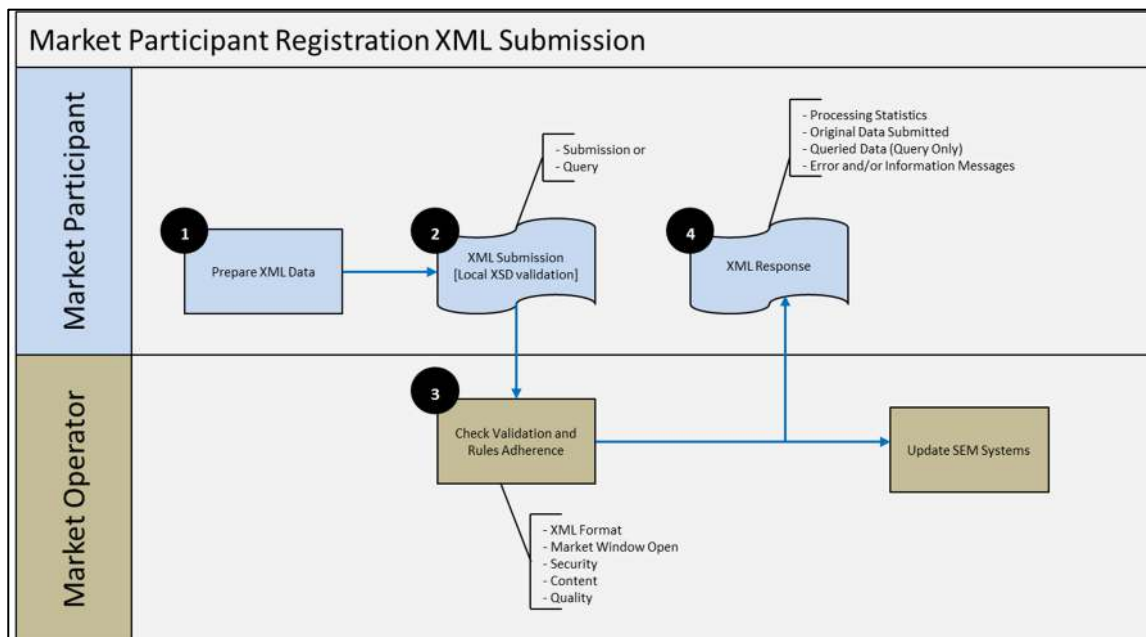 Market Participant Registration XML Submission
Market Participant
- Processing Statistics
- Original Data Submitted
- Queried Data (Query Only)
- Error and/or Information Messages
- Submission or
- Query
1
Prepare XML Data
2
XML Submission
[Local XSD validation]
4
XML Response
Market Operator
3
Check Validation and
Rules Adherence
Update SEM Systems
- XML Format
- Market Window Open
- Security
- Content
- Quality